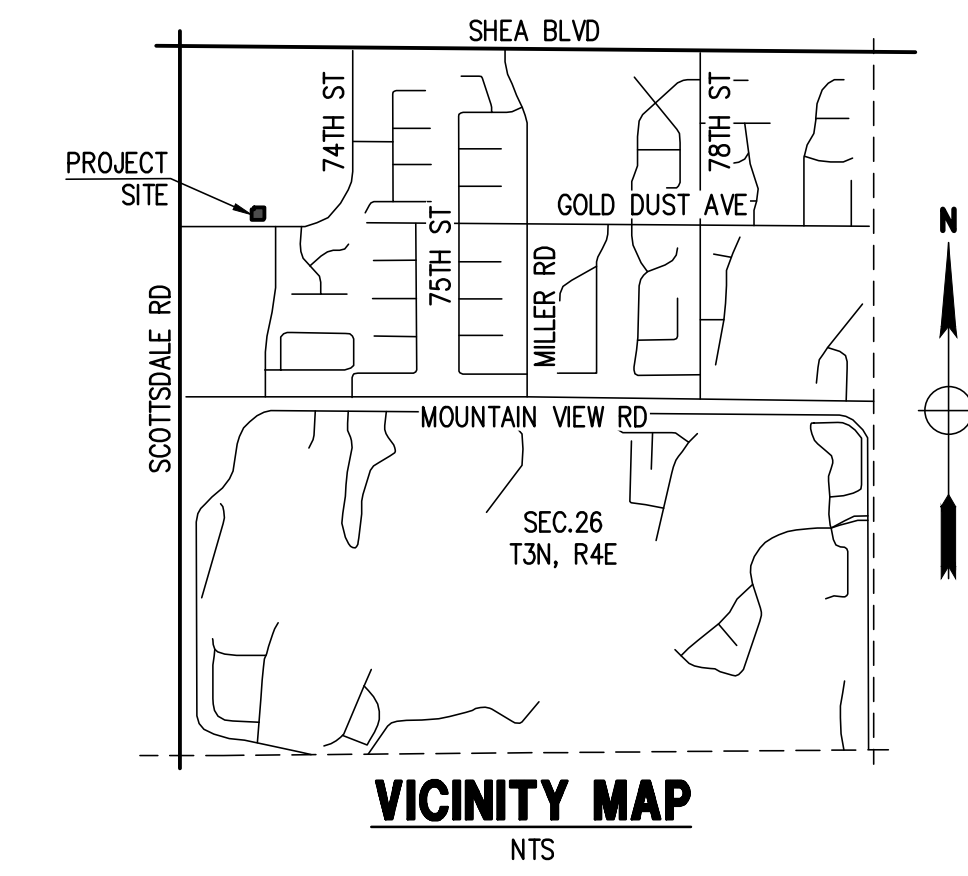 SHEA BLVD
74TH ST
78TH ST
PROJECT
SITE
GOLD DUST AVE
N
75TH ST
MILLER RD
SCOTTSDALE RD
MOUNTAIN VIEW RD
SEC.26
T3N, R4E
VICINITY MAP
NTS